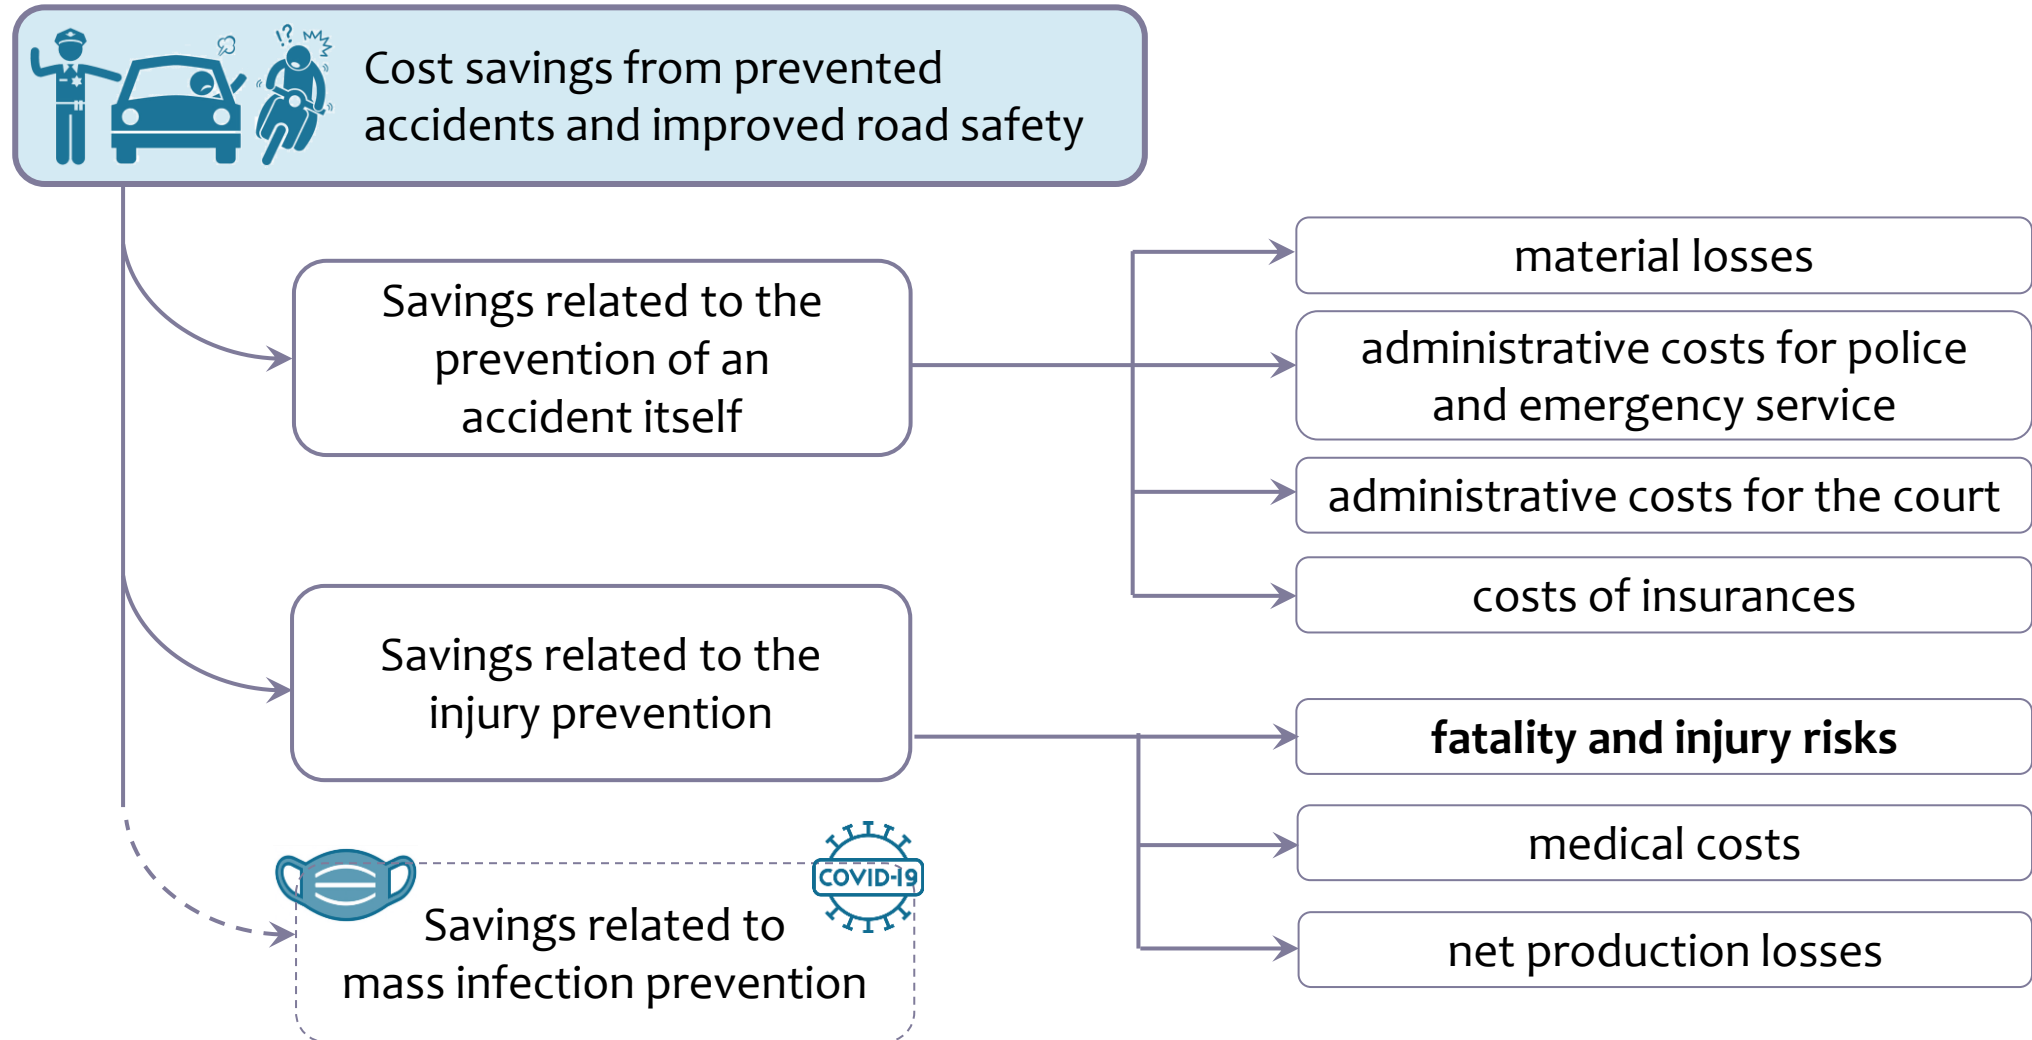 !?
Cost savings from prevented
accidents and improved road safety
Savings related to the
prevention of an
accident itself
material losses
administrative costs for police
and emergency service
administrative costs for the court
costs of insurances
Savings related to the
injury prevention
fatality and injury risks
medical costs
net production losses
COVID-19
Savings related to
mass infection prevention